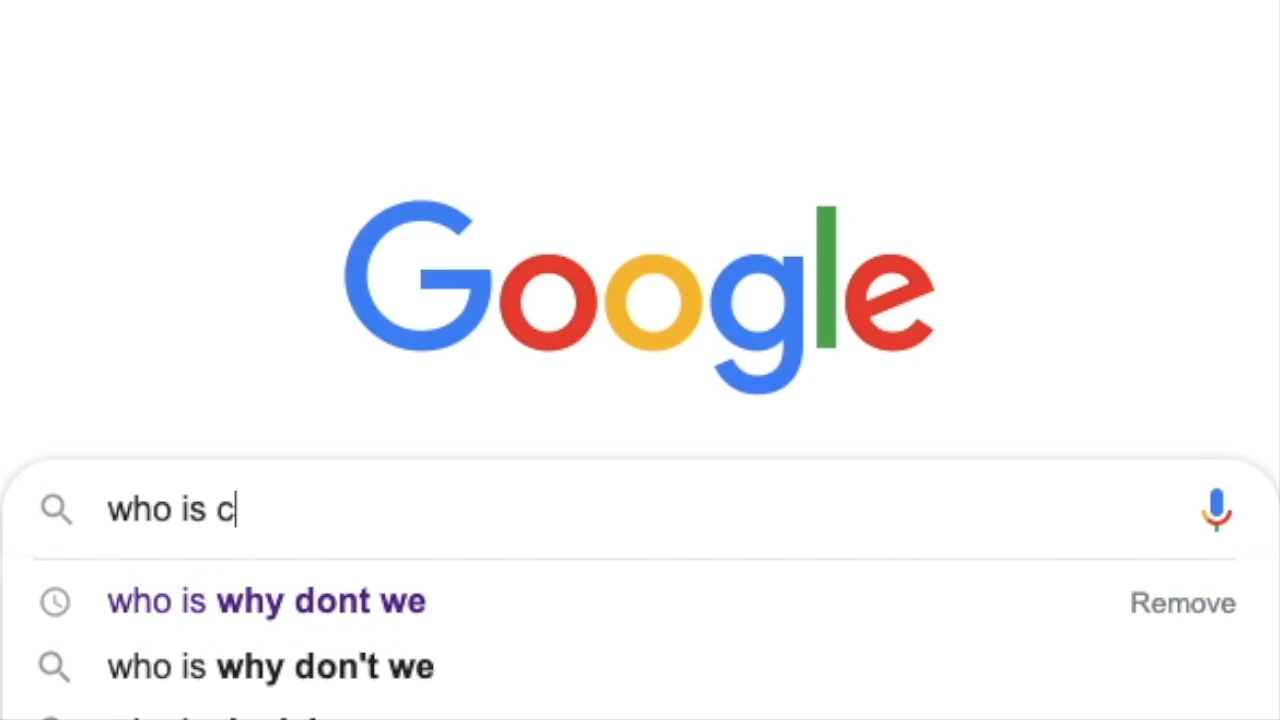 Google
who is c
who is why dont we
Remove
who is why don't we